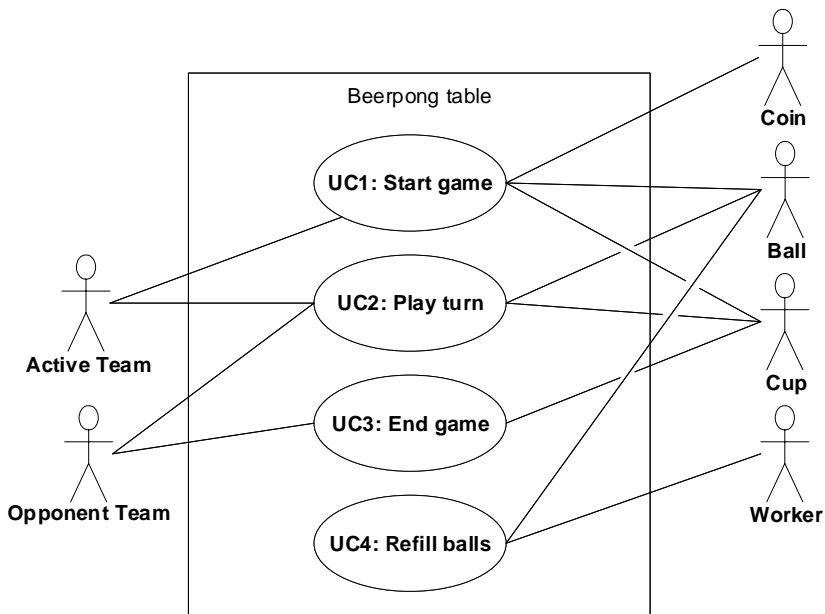 Beerpong table
Coin
UC1: Start game
Ball
UC2: Play turn
Active Team
Cup
UC3: End game
Opponent Team
Worker
UC4: Refill balls